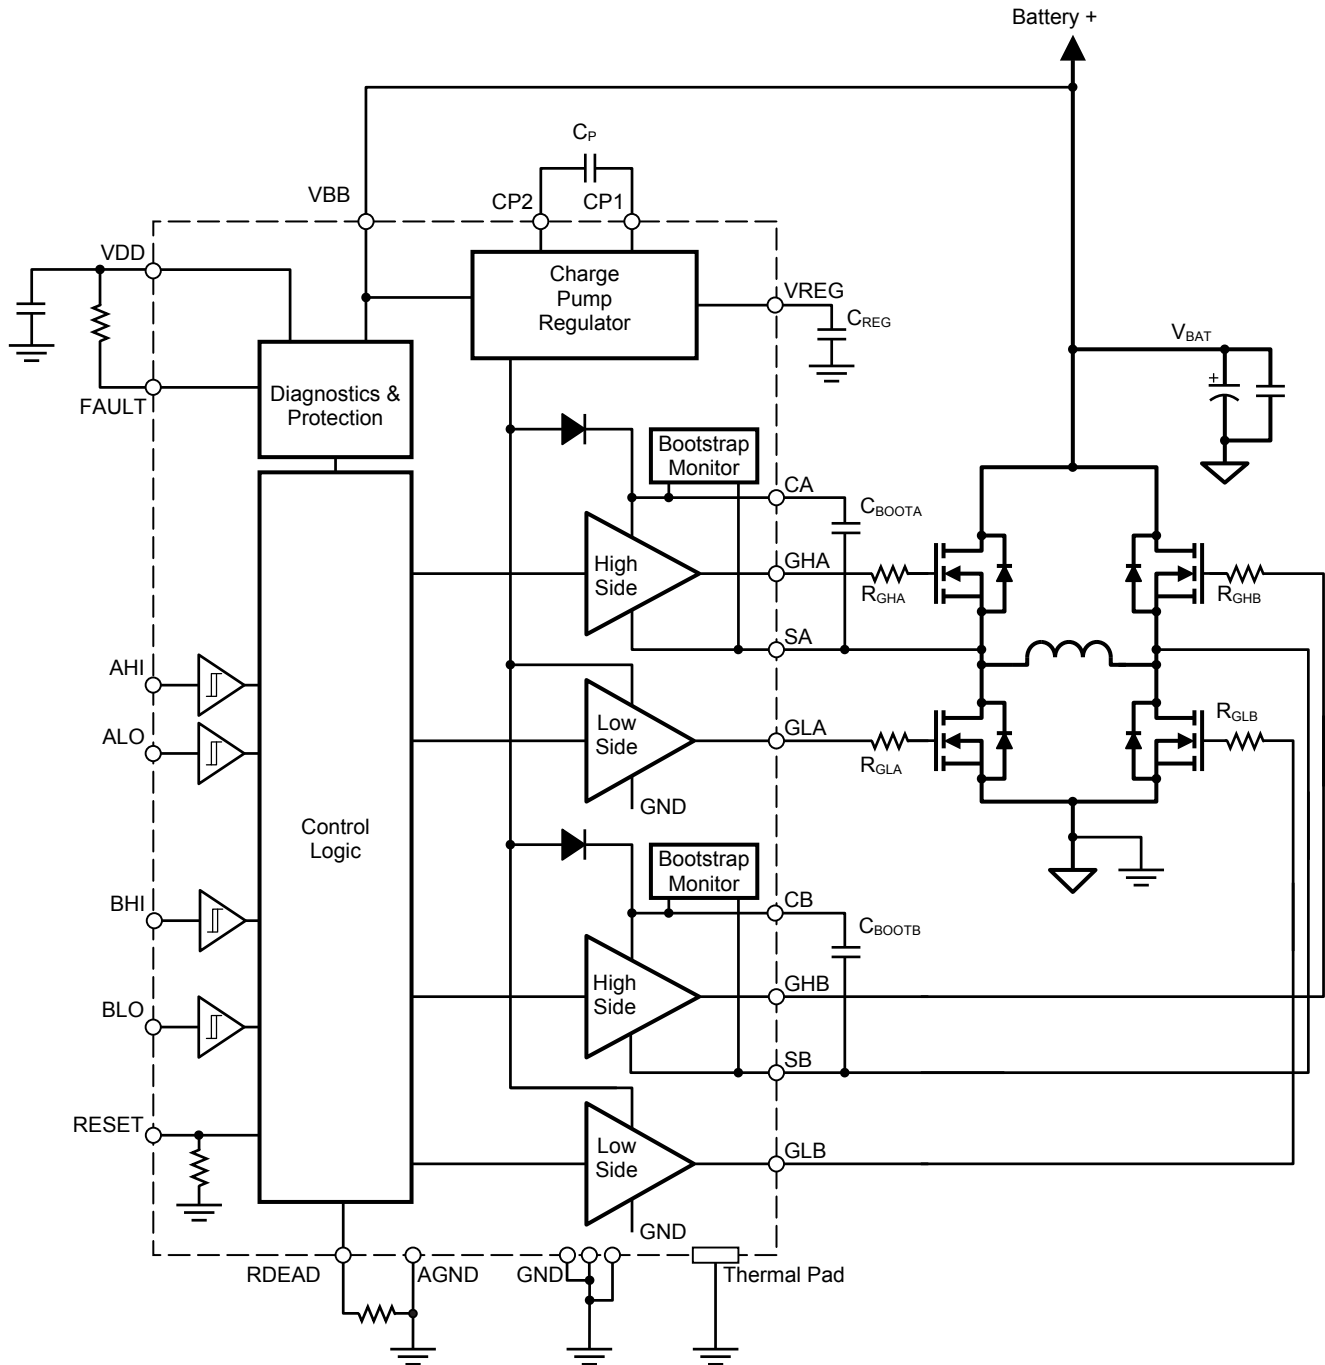 Battery +
CP
VBB
CP2
CP1
VDD
Charge
Pump
Regulator
VREG
CREG
VBAT
+
FAULT
Diagnostics &
Protection
Bootstrap
Monitor
CA
CBOOTA
High
Side
GHA
RGHA
RGHB
SA
AHI
ALO
Low
Side
GLA
RGLA
RGLB
GND
Control
Logic
Bootstrap
Monitor
BHI
CB
CBOOTB
High
Side
GHB
BLO
SB
RESET
Low
Side
GLB
GND
RDEAD
AGND
GND
Thermal Pad